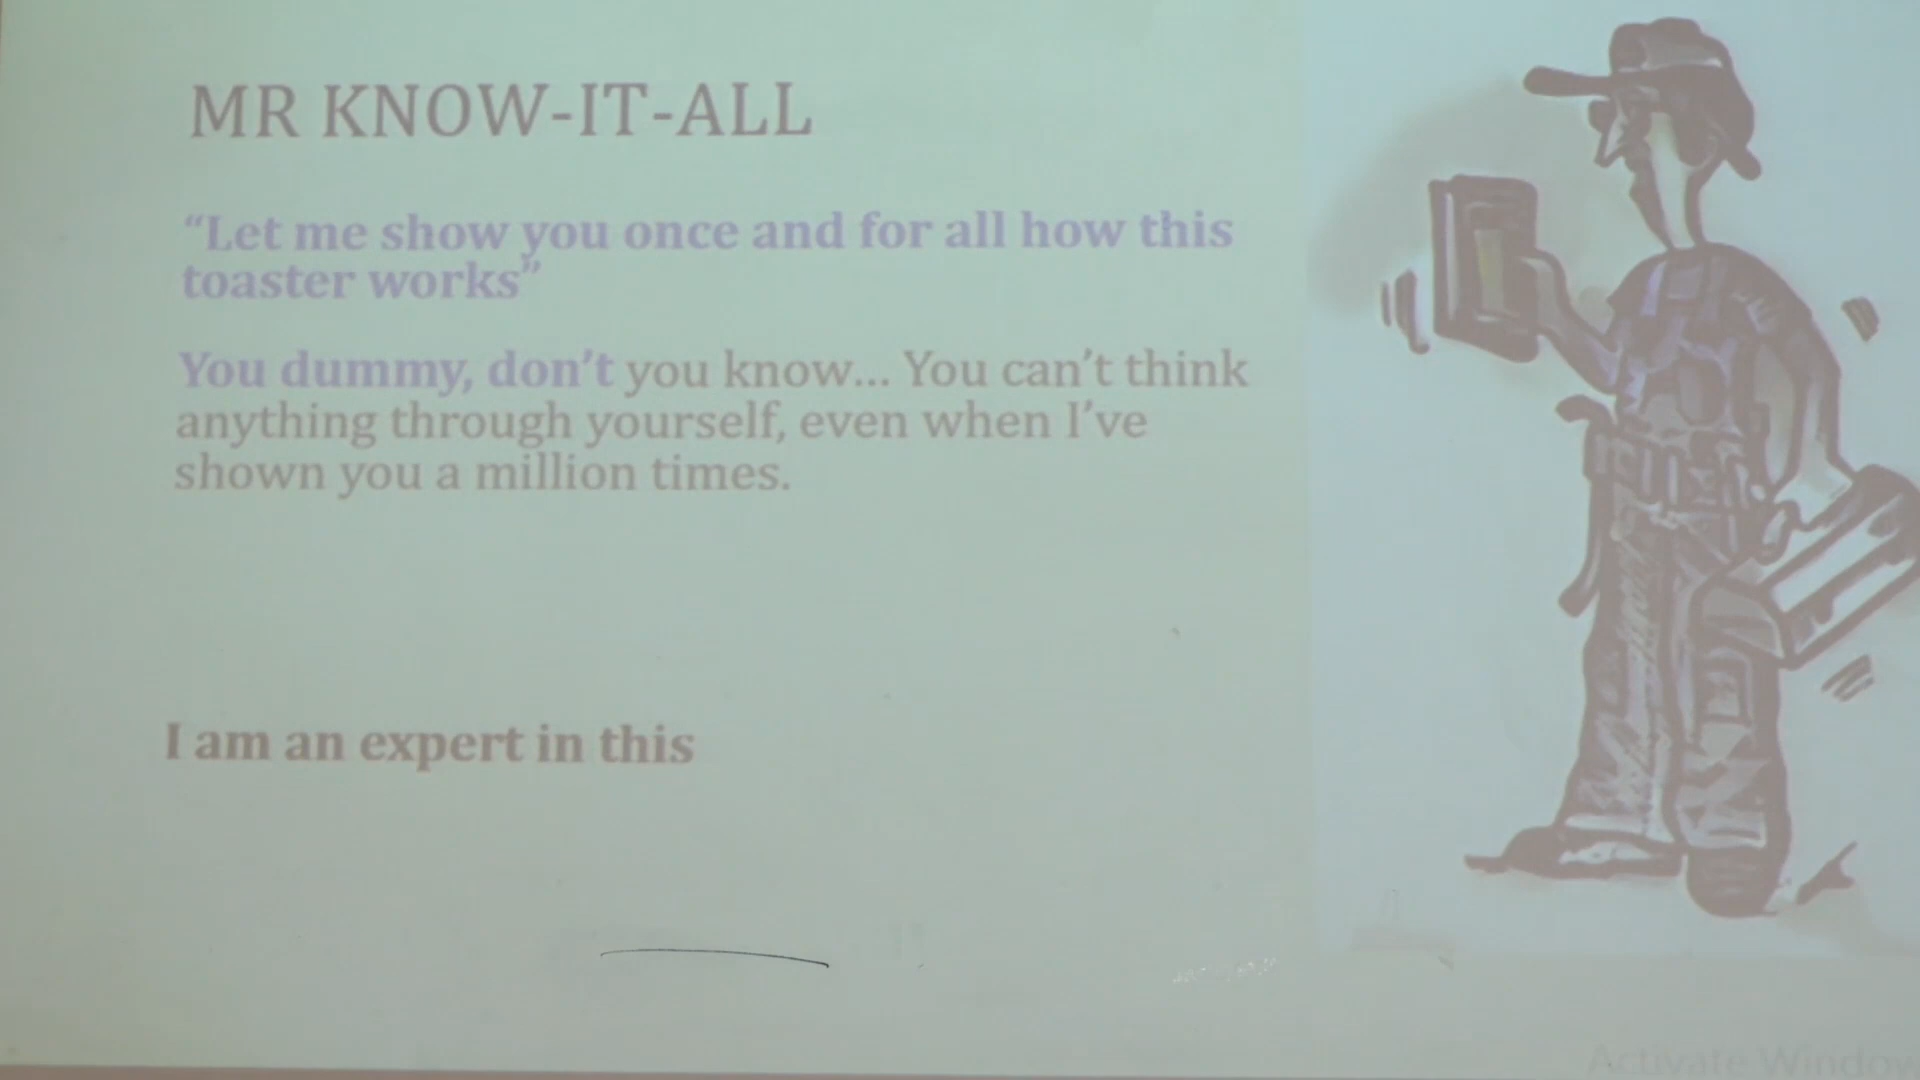 MR KNOW-IT-ALL
“Let me show you once and for all how this
toaster works”
You dummy, don’t you know... You can’t think
anything through yourself, even when I’ve
shown you a million times.
I am an expert in this
Activate Window